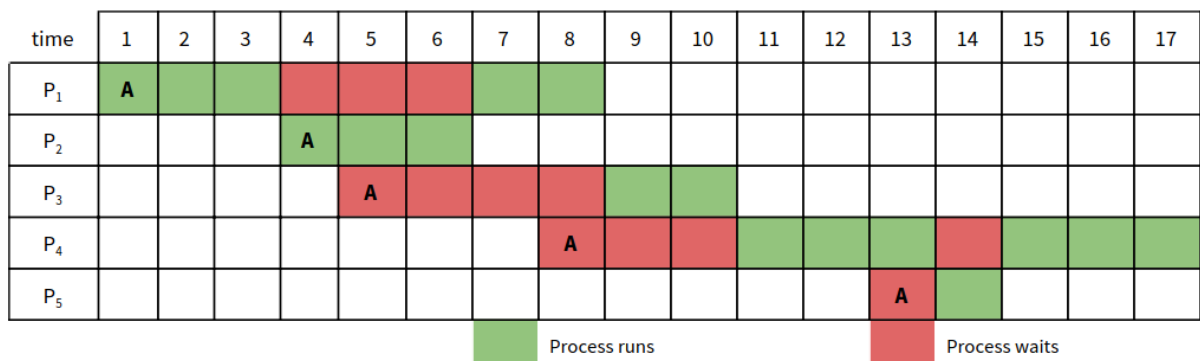 time 1 2 3 4 5 6 7 8 9 10 11 12 13 14 15 16 17
P₁ A
P₂ A
P₃ A
P₄ A
P₅ A
Process runs Process waits